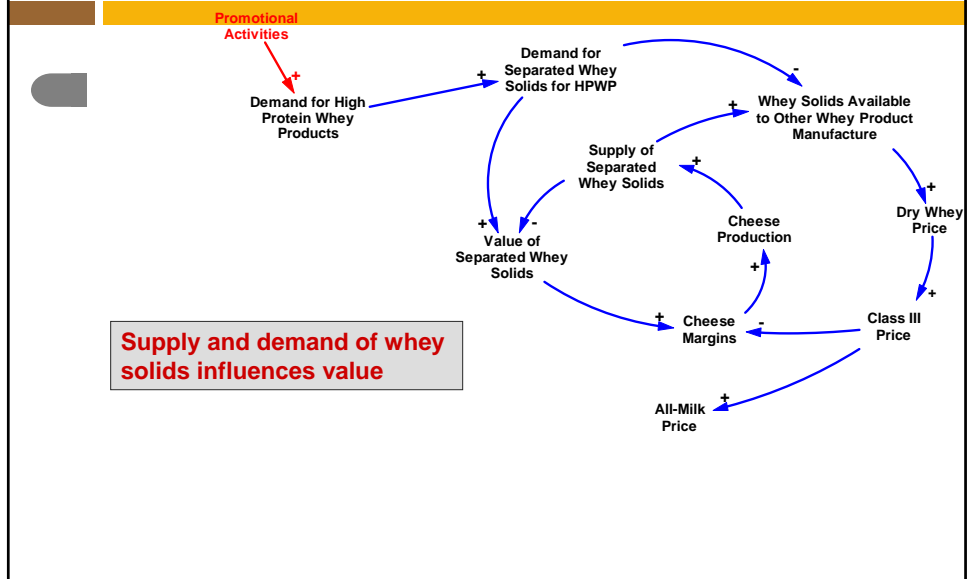 Promotional
Activities
+
Demand for High
Protein Whey
Products
+
Demand for
Separated Whey
Solids for HPWP
-
+
Whey Solids Available
to Other Whey Product
Manufacture
Supply of
Separated
Whey Solids
+
+
Dry Whey
Price
Cheese
Production
+
-
Value of
Separated Whey
Solids
+
+
Class III
Price
+
Cheese
Margins
-
Supply and demand of whey
solids influences value
+
All-Milk
Price